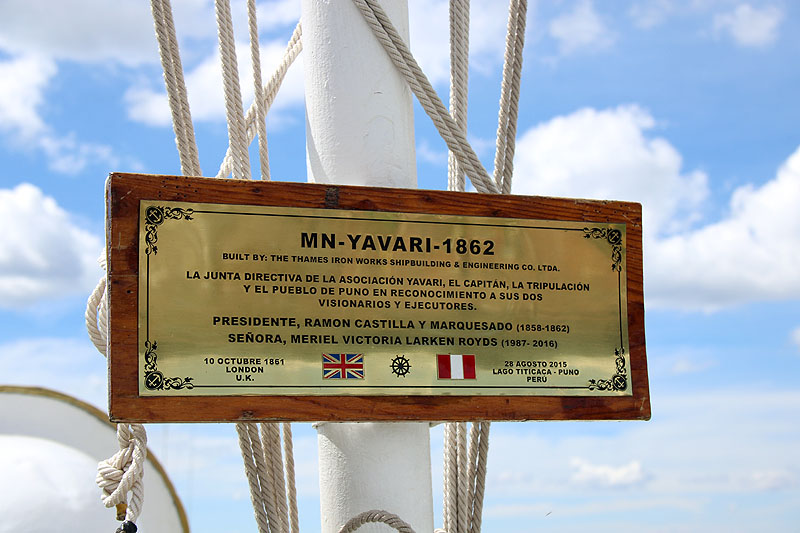 MN-YAVARI-1862
BUILT BY: THE THAMES IRON WORKS SHIPBUILDING & ENGINEERING CO. LTDA.
LA JUNTA DIRECTIVA DE LA ASOCIACIÓN YAVARI, EL CAPITÁN, LA TRIPULACIÓN
Y EL PUEBLO DE PUNO EN RECONOCIMIENTO A SUS DOS
VISIONARIOS Y EJECUTORES.
PRESIDENTE, RAMON CASTILLA Y MARQUESADO (1858-1862)
SEÑORA, MERIEL VICTORIA LARKEN ROYDS (1987- 2016)
10 OCTUBRE 1861
LONDON
U.K.
28 AGOSTO 2015
LAGO TITICACA - PUNO
PERÚ